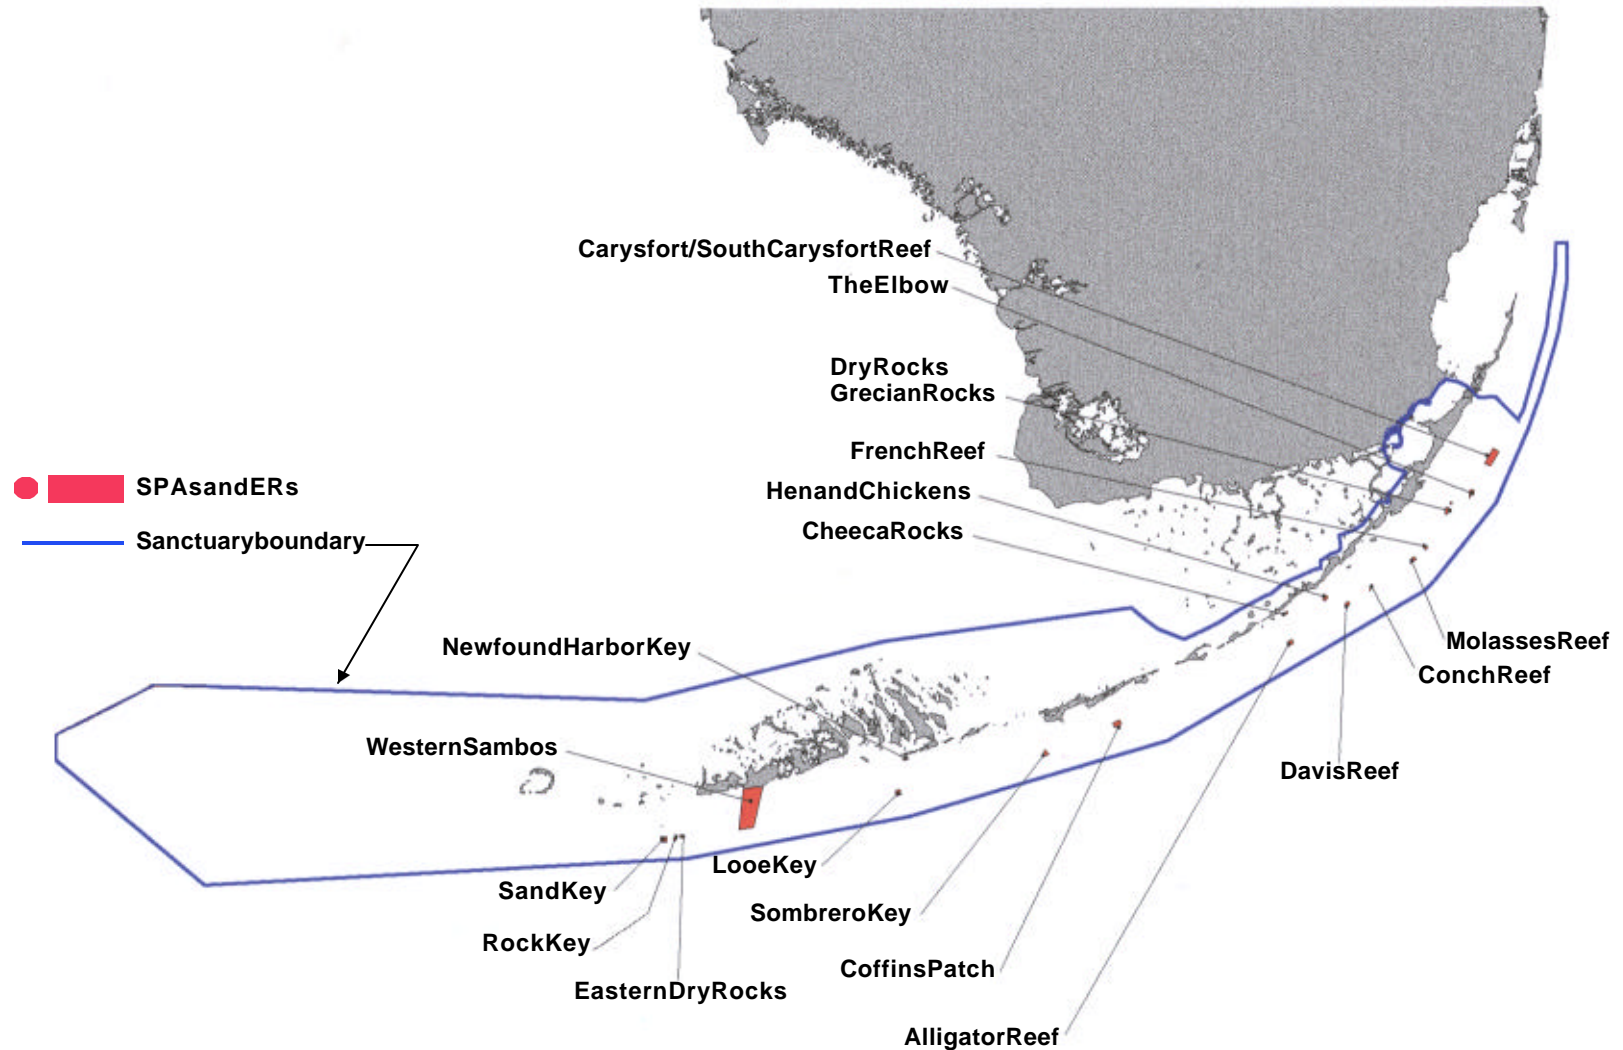 Carysfort/SouthCarysfortReef
TheElbow
DryRocks
GrecianRocks
FrenchReef
HenandChickens
CheecaRocks
SPAsandERs
Sanctuaryboundary
NewfoundHarborKey
WesternSambos
MolassesReef
ConchReef
DavisReef
LooeKey
SandKey
SombreroKey
RockKey
CoffinsPatch
EasternDryRocks
AlligatorReef